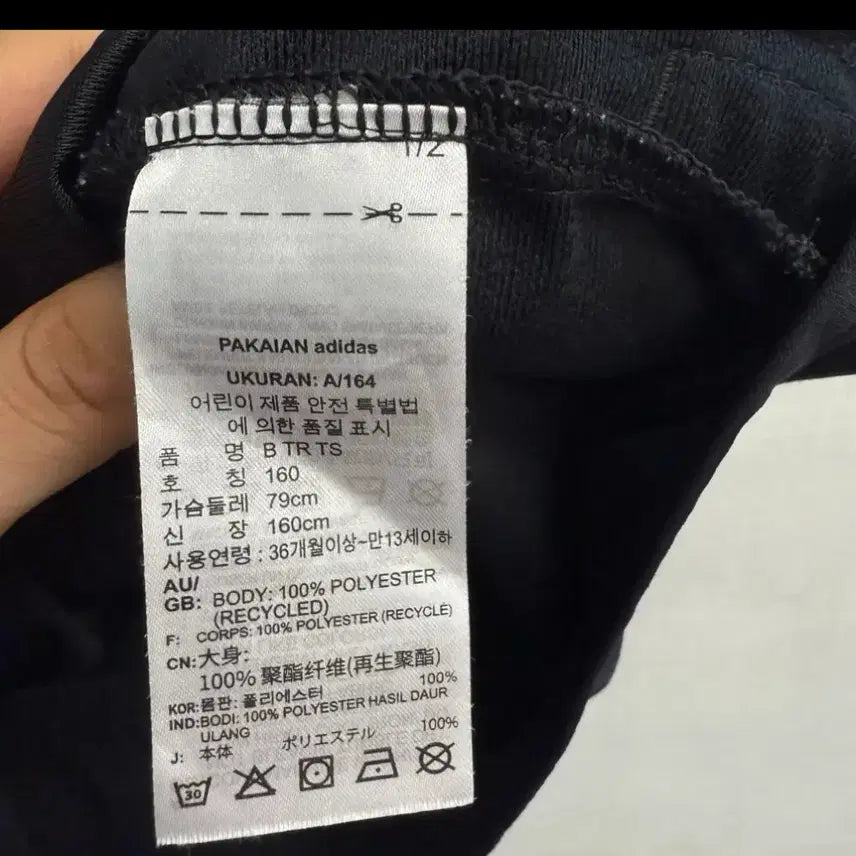 1/2
PAKAIAN adidas
UKURAN: A/164
어린이 제품 안전 특별법
에 의한 품질 표시
품 명 B TR TS
호 칭 160
가슴둘레 79cm
신 장 160cm
사용연령 : 36개월이상~만13세이하
AU/
GB: BODY: 100% POLYESTER
(RECYCLED)
F: CORPS: 100% POLYESTER (RECYCLÉ)
CN: 大身:
100% 聚酯纤维(再生聚酯)
KOR: 몸판: 폴리에스터 100%
IND: BODI: 100% POLYESTER HASIL DAUR
ULANG
J: 本体 ポリエステル 100%
30